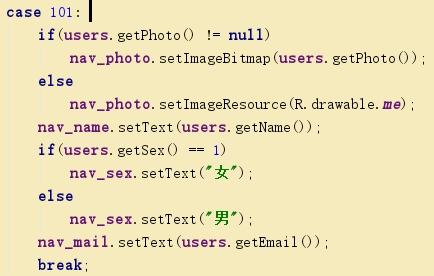 case 101:
    if(users.getPhoto() != null)
        nav_photo.setImageBitmap(users.getPhoto());
    else
        nav_photo.setImageResource(R.drawable.me);
    nav_name.setText(users.getName());
    if(users.getSex() == 1)
        nav_sex.setText("女");
    else
        nav_sex.setText("男");
    nav_mail.setText(users.getEmail());
    break;